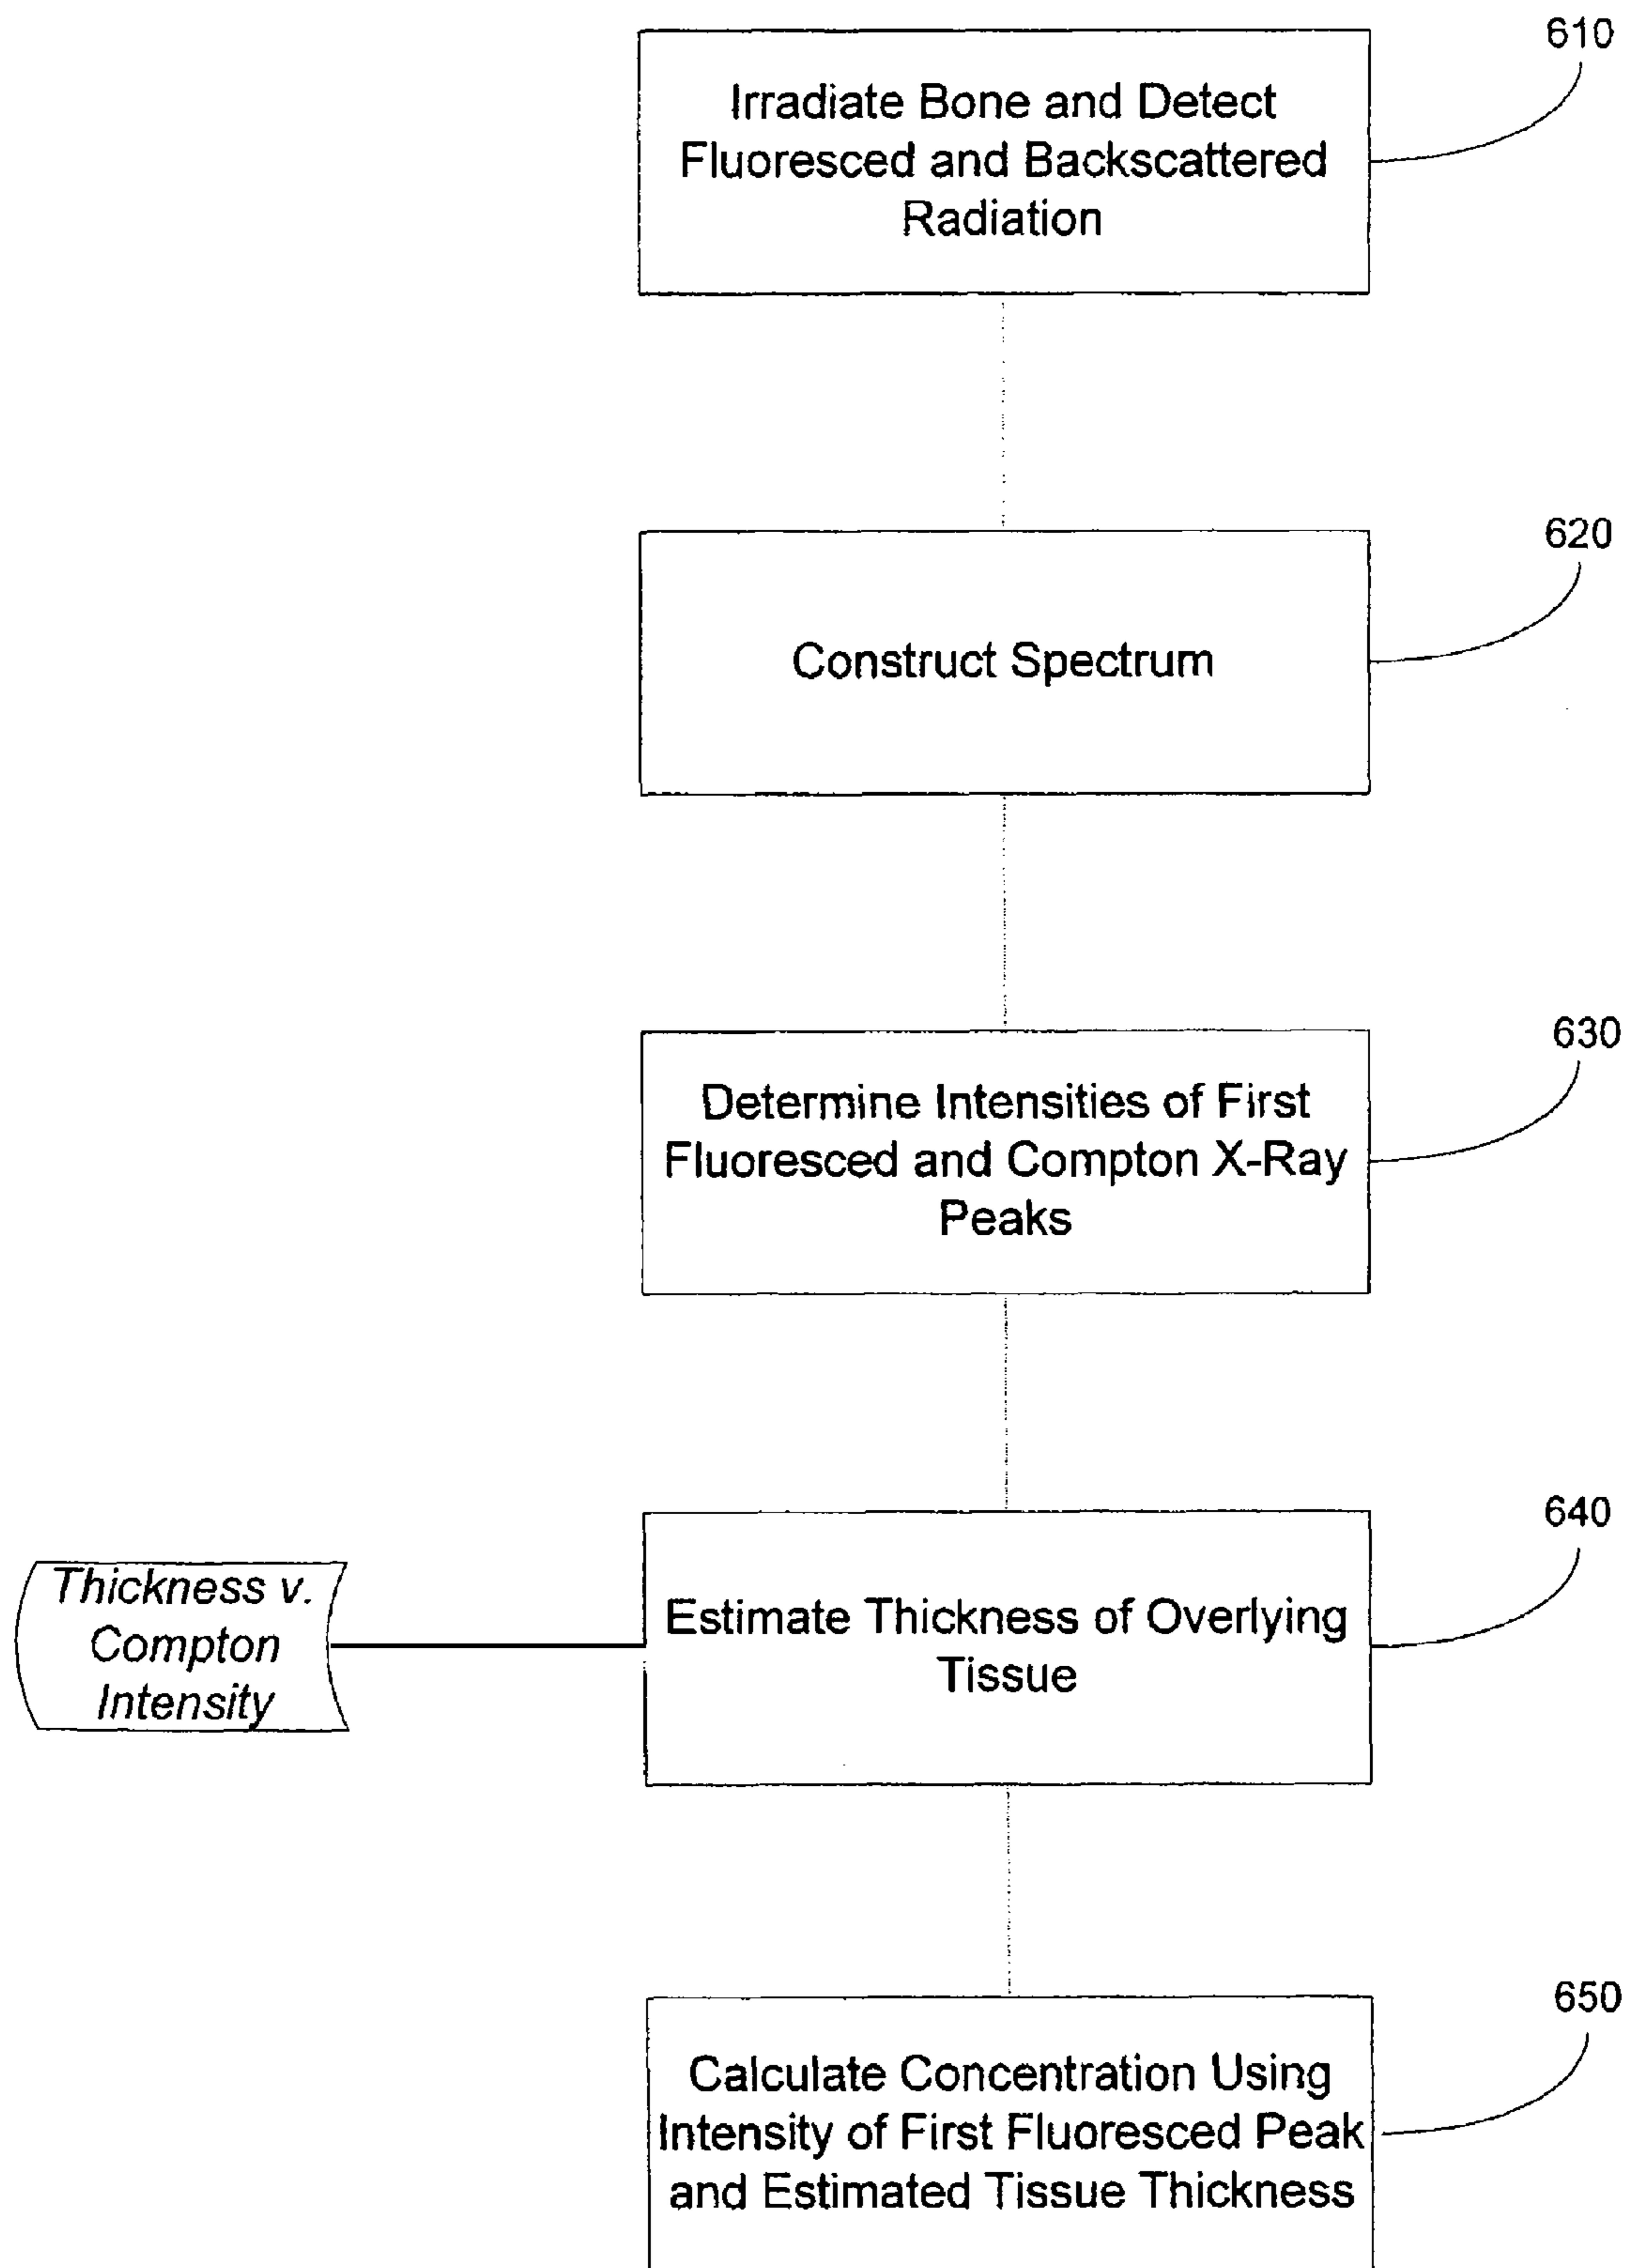 610
Irradiate Bone and Detect
Fluoresced and Backscattered
Radiation
620
Construct Spectrum
630
Determine Intensities of First
Fluoresced and Compton X-Ray
Peaks
640
Thickness v.
Compton
Intensity
Estimate Thickness of Overlying
Tissue
650
Calculate Concentration Using
Intensity of First Fluoresced Peak
and Estimated Tissue Thickness